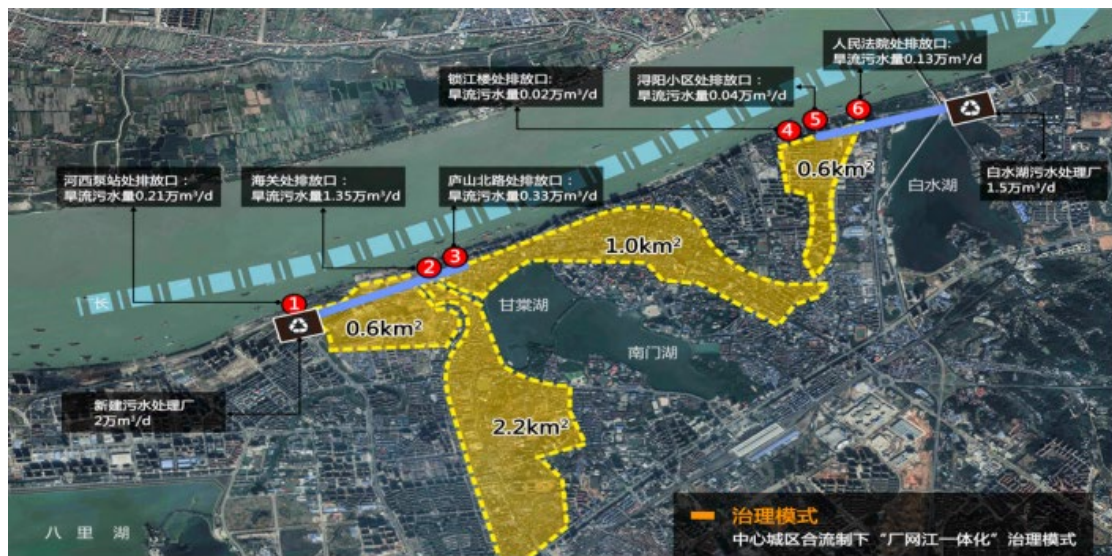 江
人民法院处排放口:
旱流污水量0.13万m³/d
锁江楼处排放口:
旱流污水量0.02万m³/d
浔阳小区处排放口:
旱流污水量0.04万m³/d
4
5
6
河西泵站处排放口:
旱流污水量0.21万m³/d
海关处排放口:
旱流污水量1.35万m³/d
庐山北路处排放口:
旱流污水量0.33万m³/d
0.6km²
白水湖
白水湖污水处理厂
1.5万m³/d
1.0km²
2
3
长
1
甘棠湖
0.6km²
南门湖
新建污水处理厂
2万m³/d
2.2km²
八里湖
治理模式
中心城区合流制下“厂网江一体化”治理模式